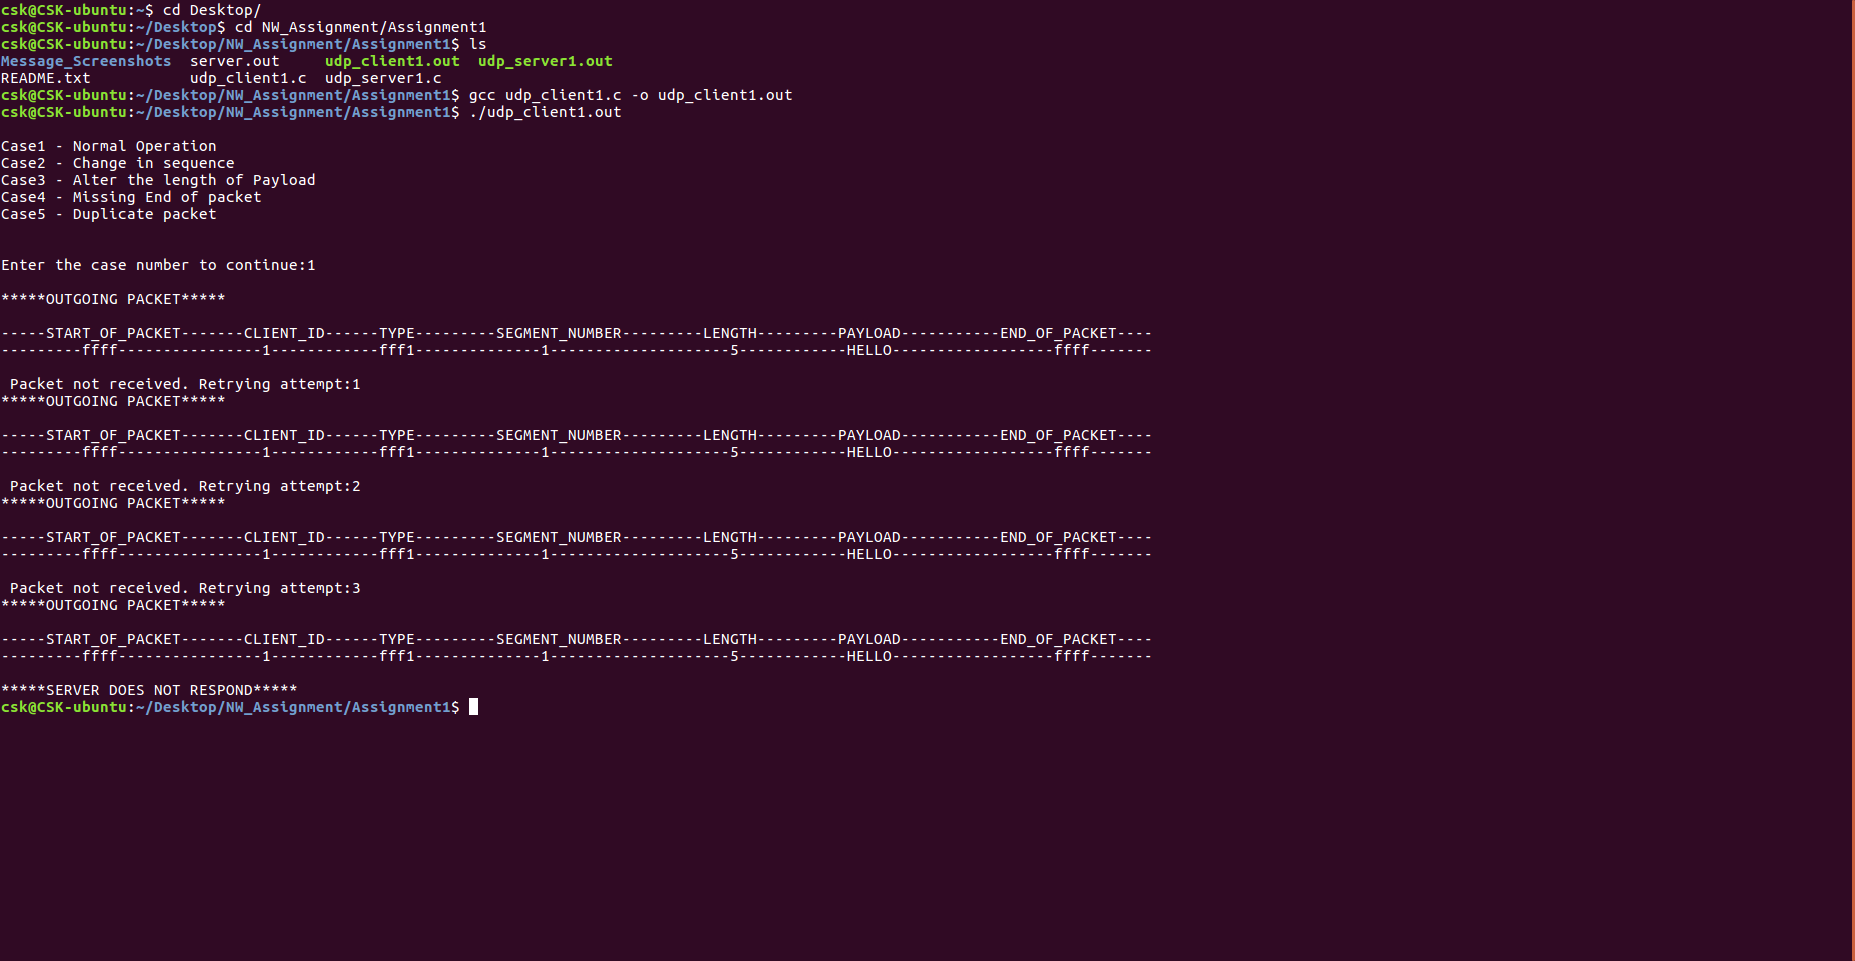 csk@CSK-ubuntu:~$ cd Desktop/
csk@CSK-ubuntu:~/Desktop$ cd NW_Assignment/Assignment1
csk@CSK-ubuntu:~/Desktop/NW_Assignment/Assignment1$ ls
Message_Screenshots  server.out     udp_client1.out  udp_server1.out
README.txt           udp_client1.c  udp_server1.c
csk@CSK-ubuntu:~/Desktop/NW_Assignment/Assignment1$ gcc udp_client1.c -o udp_client1.out
csk@CSK-ubuntu:~/Desktop/NW_Assignment/Assignment1$ ./udp_client1.out
Case1 - Normal Operation
Case2 - Change in sequence
Case3 - Alter the length of Payload
Case4 - Missing End of packet
Case5 - Duplicate packet
Enter the case number to continue:1
*****OUTGOING PACKET*****
-----START_OF_PACKET-------CLIENT_ID------TYPE---------SEGMENT_NUMBER---------LENGTH---------PAYLOAD-----------END_OF_PACKET----
---------ffff----------------1------------fff1--------------1--------------------5------------HELLO------------------ffff-------
 Packet not received. Retrying attempt:1
*****OUTGOING PACKET*****
-----START_OF_PACKET-------CLIENT_ID------TYPE---------SEGMENT_NUMBER---------LENGTH---------PAYLOAD-----------END_OF_PACKET----
---------ffff----------------1------------fff1--------------1--------------------5------------HELLO------------------ffff-------
 Packet not received. Retrying attempt:2
*****OUTGOING PACKET*****
-----START_OF_PACKET-------CLIENT_ID------TYPE---------SEGMENT_NUMBER---------LENGTH---------PAYLOAD-----------END_OF_PACKET----
---------ffff----------------1------------fff1--------------1--------------------5------------HELLO------------------ffff-------
 Packet not received. Retrying attempt:3
*****OUTGOING PACKET*****
-----START_OF_PACKET-------CLIENT_ID------TYPE---------SEGMENT_NUMBER---------LENGTH---------PAYLOAD-----------END_OF_PACKET----
---------ffff----------------1------------fff1--------------1--------------------5------------HELLO------------------ffff-------
*****SERVER DOES NOT RESPOND*****
csk@CSK-ubuntu:~/Desktop/NW_Assignment/Assignment1$